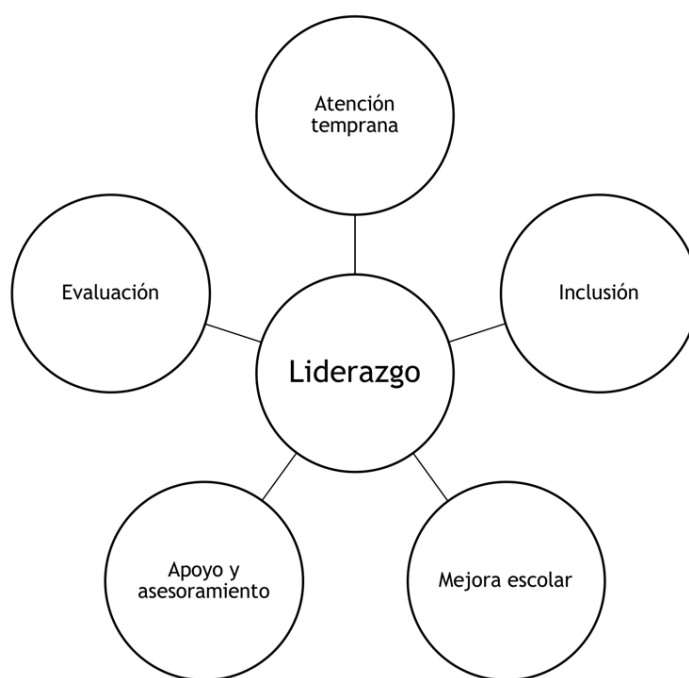 Atención
temprana
Evaluación
Inclusión
Liderazgo
Apoyo y
asesoramiento
Mejora escolar